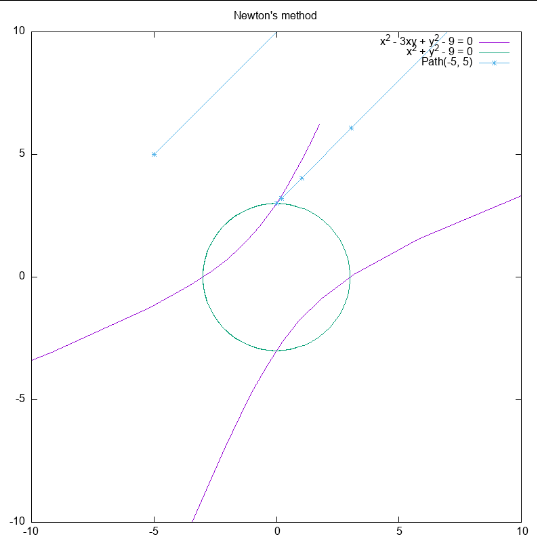 Newton's method
x² - 3xy + y² - 9 = 0
x² + y² - 9 = 0
Path(-5, 5)
10
5
0
-5
-10
-10 -5 0 5 10